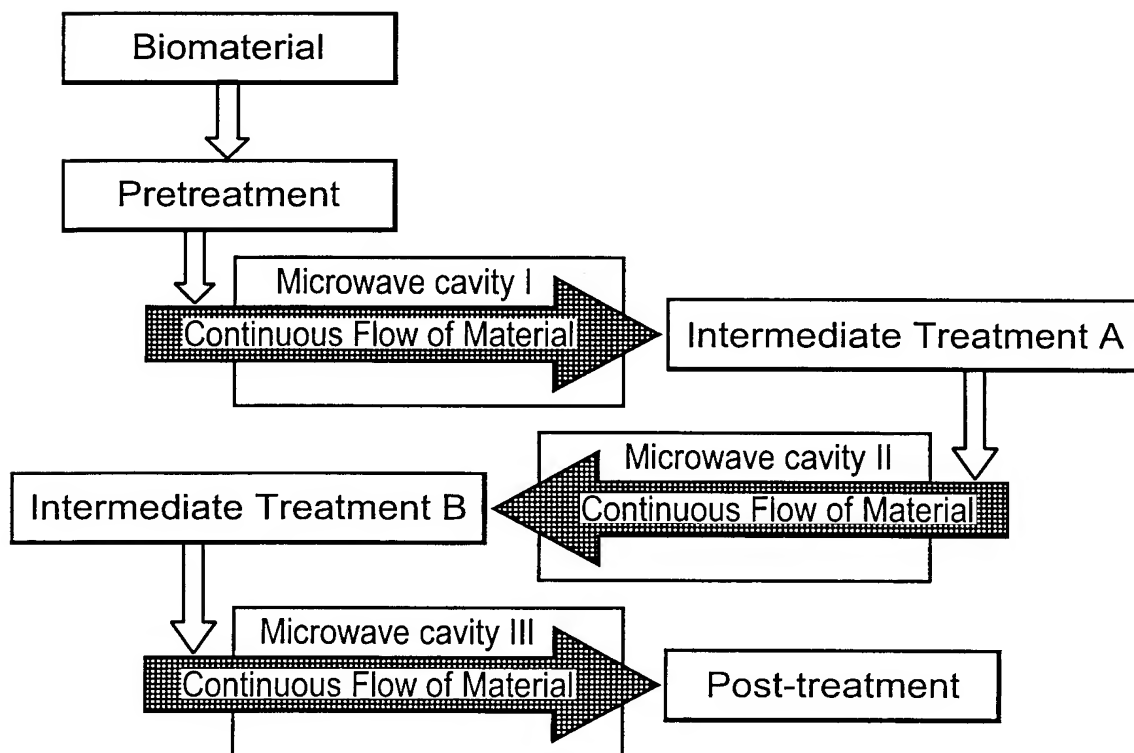 Biomaterial
Pretreatment
Microwave cavity I
Continuous Flow of Material
Intermediate Treatment A
Microwave cavity II
Continuous Flow of Material
Intermediate Treatment B
Microwave cavity III
Continuous Flow of Material
Post-treatment